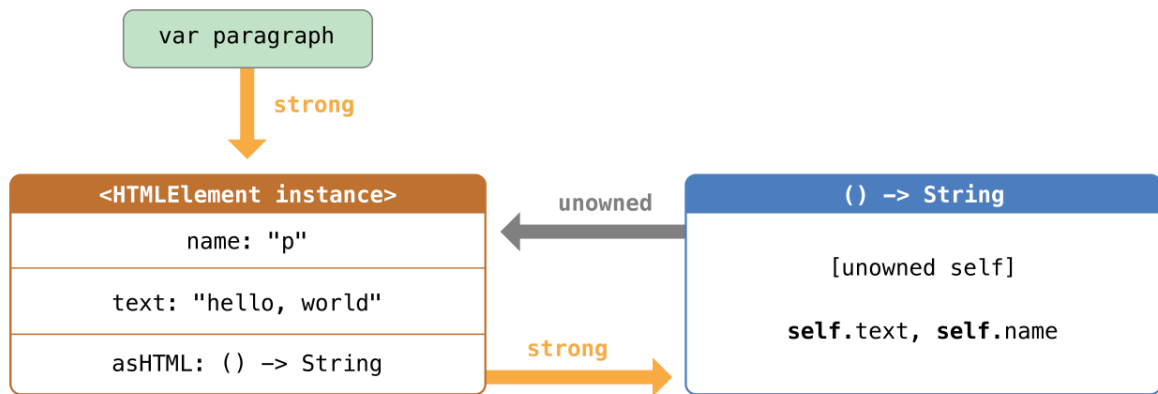 var paragraph
strong
<HTMLElement instance>
name: "p"
text: "hello, world"
asHTML: () -> String
unowned
strong
() -> String
[unowned self]
self.text, self.name